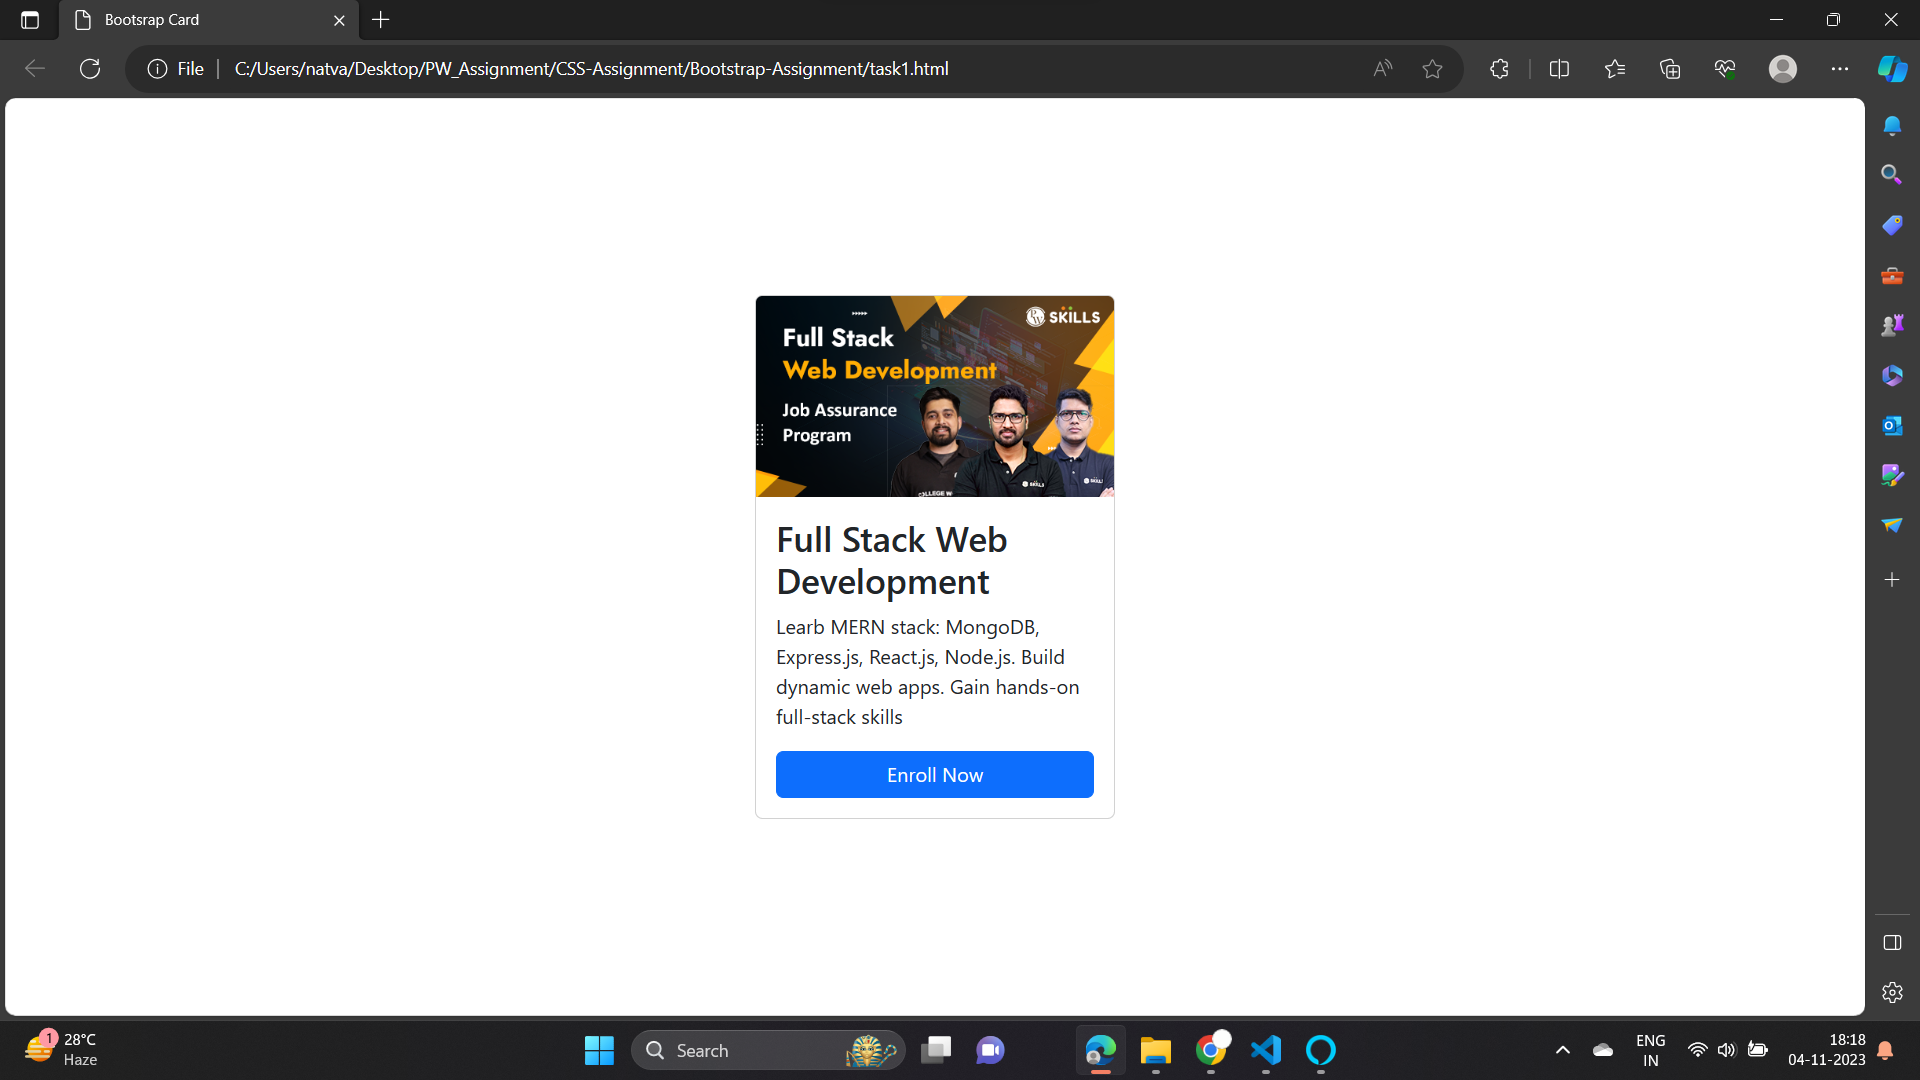 Bootsrap Card
File
C:/Users/natva/Desktop/PW_Assignment/CSS-Assignment/Bootstrap-Assignment/task1.html
SKILLS
Full Stack
Web Development
Job Assurance
Program
COLLEGE W
SKILLS
Full Stack Web
Development
Learb MERN stack: MongoDB,
Express.js, React.js, Node.js. Build
dynamic web apps. Gain hands-on
full-stack skills
Enroll Now
1
28°C
Haze
Search
ENG
IN
18:18
04-11-2023